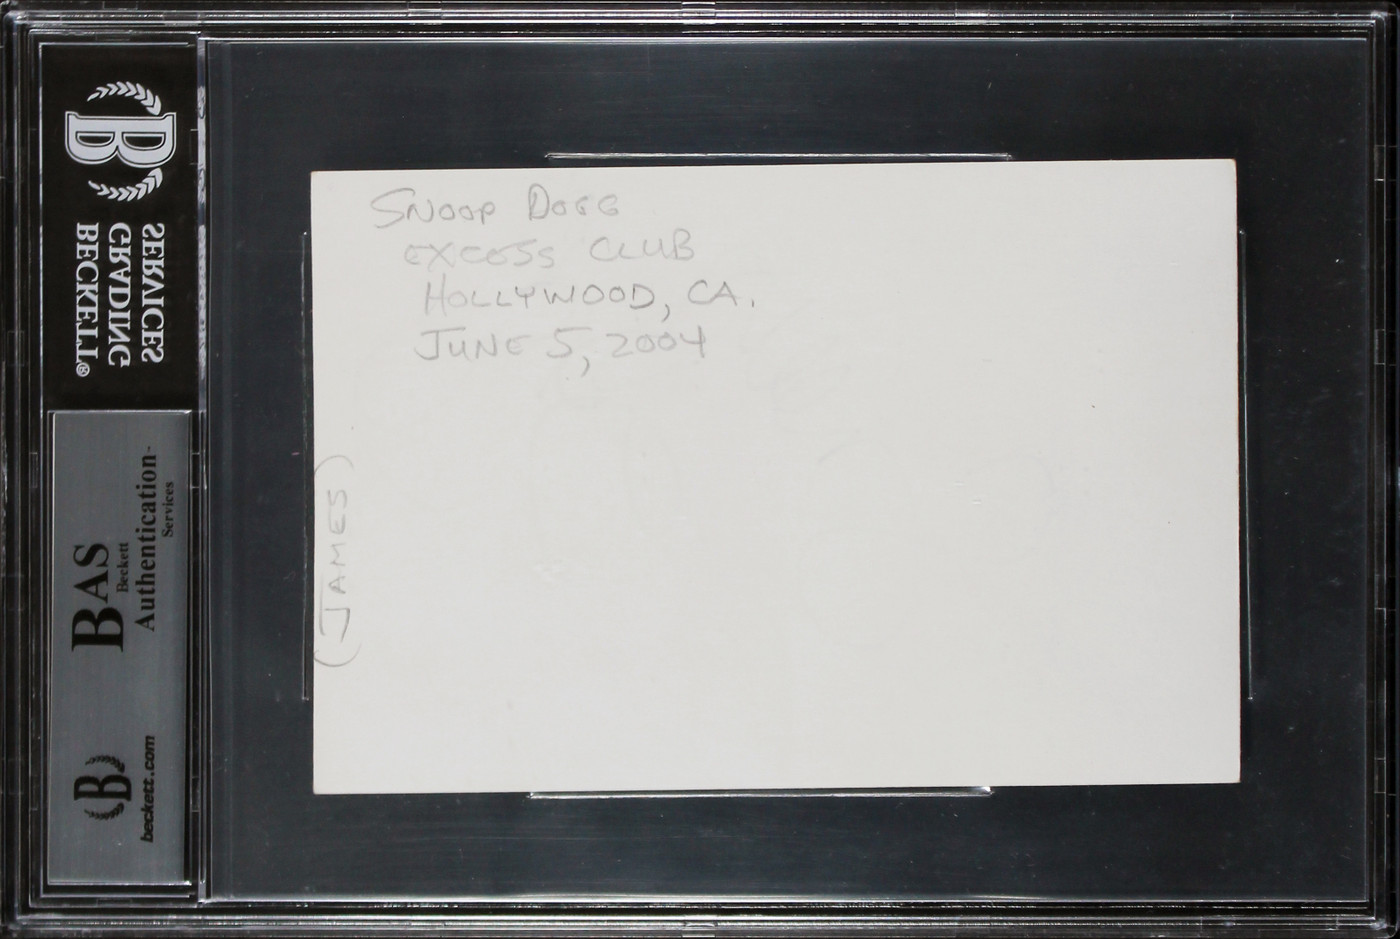 SNOOP DOGG
EXCESS CLUB
HOLLYWOOD, CA.
JUNE 5, 2004
(JAMES)
B
BECKETT®
GRADING
SERVICES
BAS
Beckett
Authentication
Services
B
beckett.com